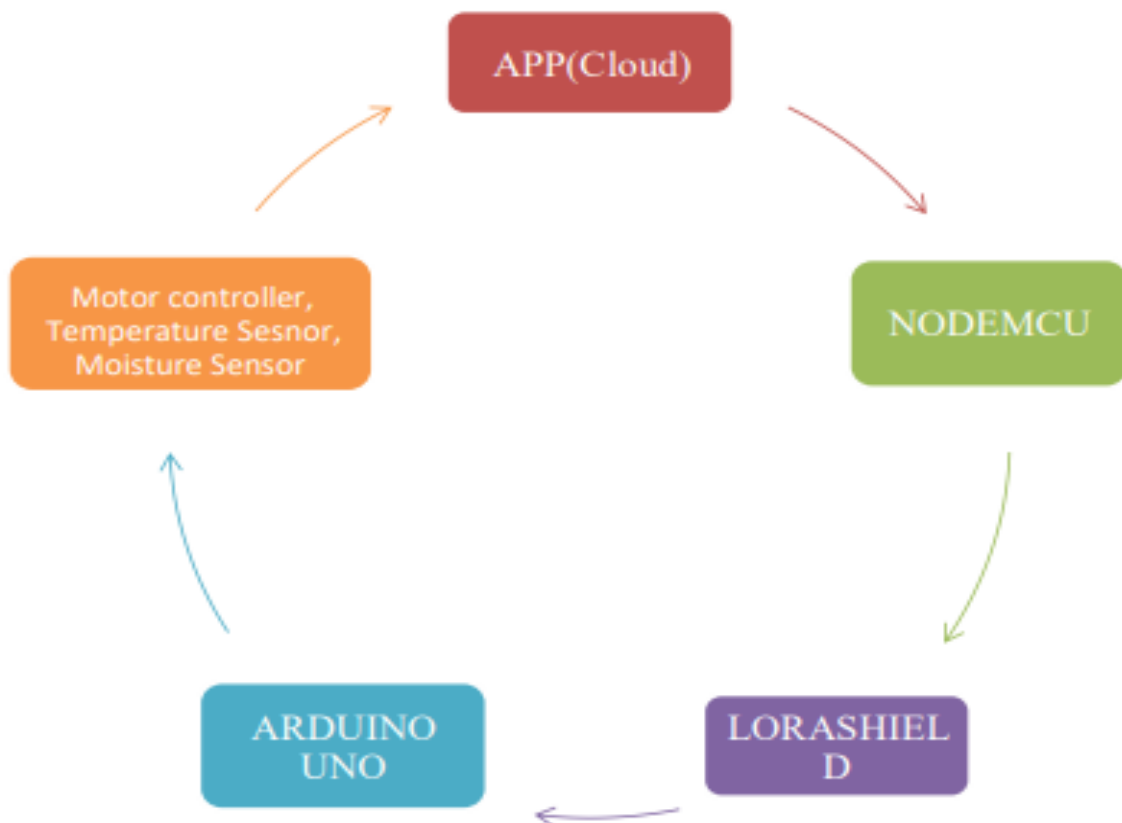 APP(Cloud)
NODEMCU
LORASHIEL
D
ARDUINO
UNO
Motor controller,
Temperature Sesnor,
Moisture Sensor